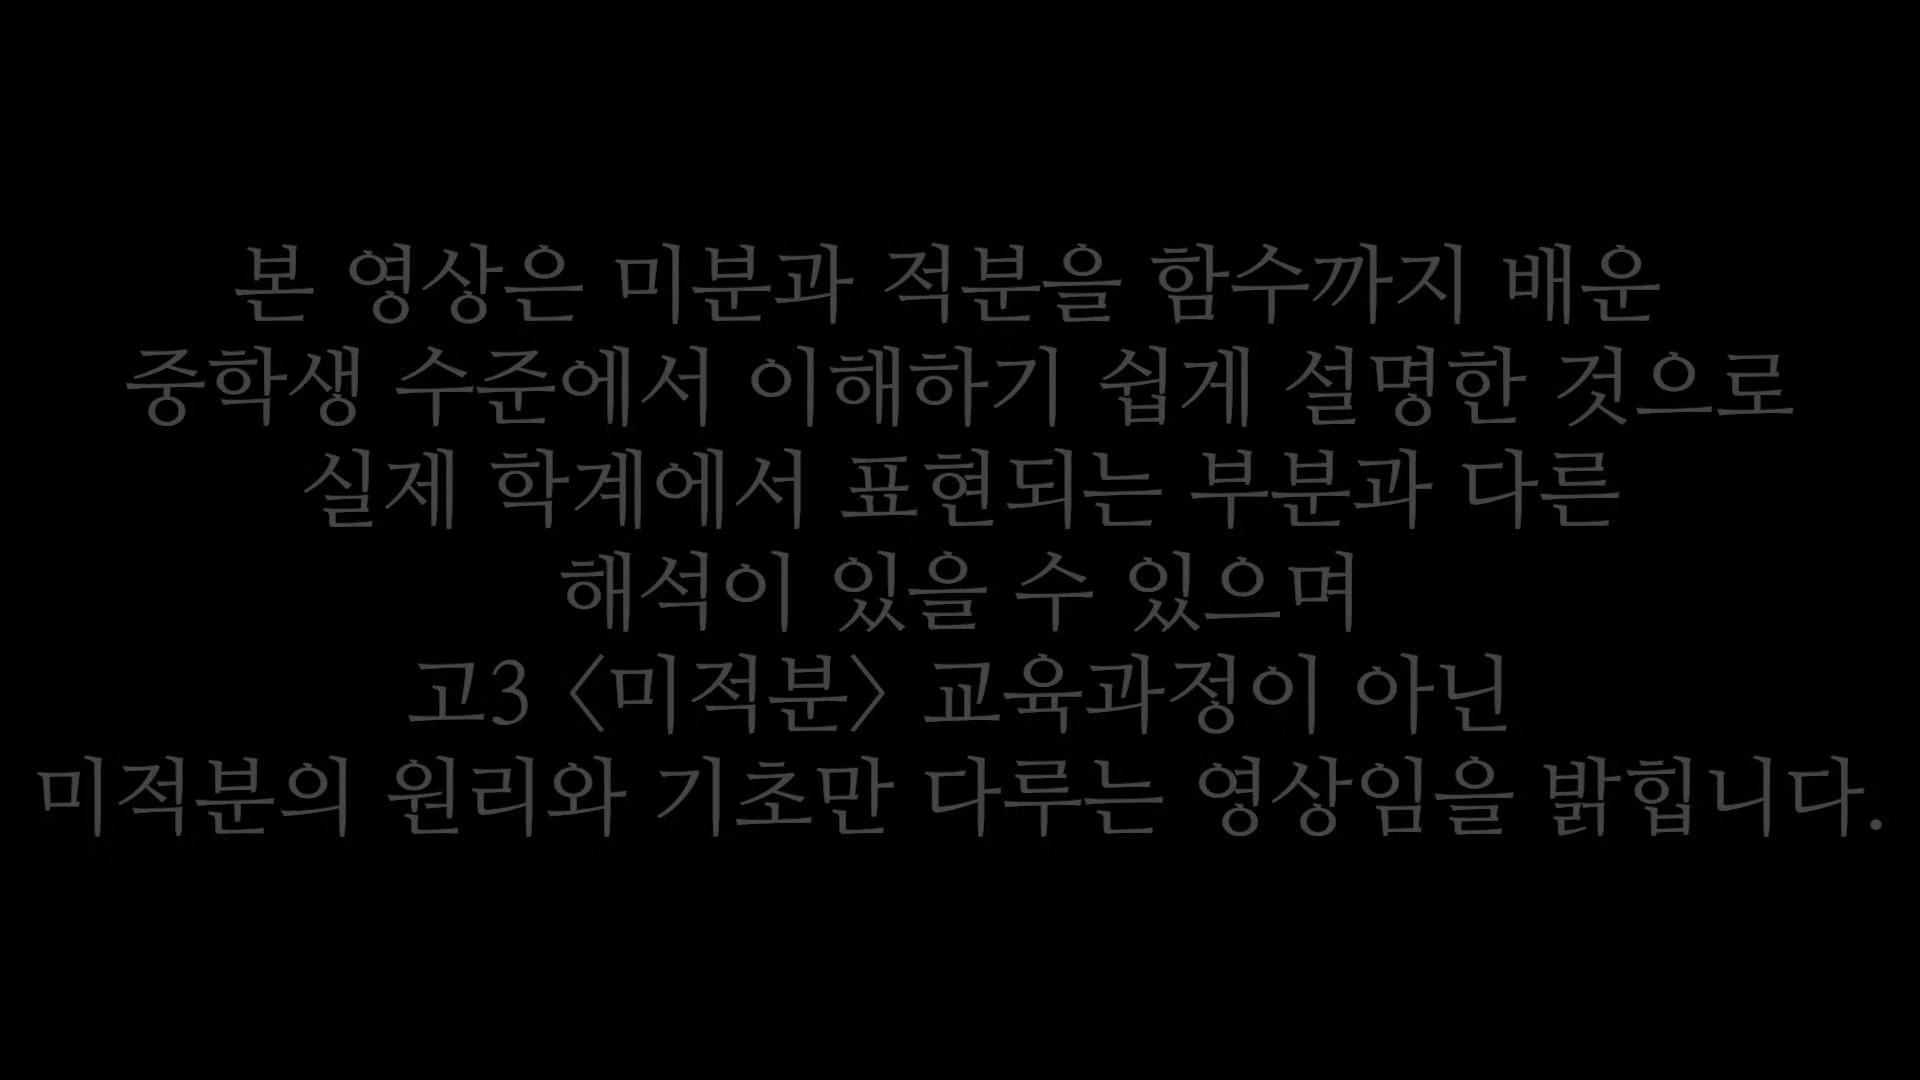 본 영상은 미분과 적분을 함수까지 배운
중학생 수준에서 이해하기 쉽게 설명한 것으로
실제 학계에서 표현되는 부분과 다른
해석이 있을 수 있으며
고3 〈미적분〉 교육과정이 아닌
미적분의 원리와 기초만 다루는 영상임을 밝힙니다.